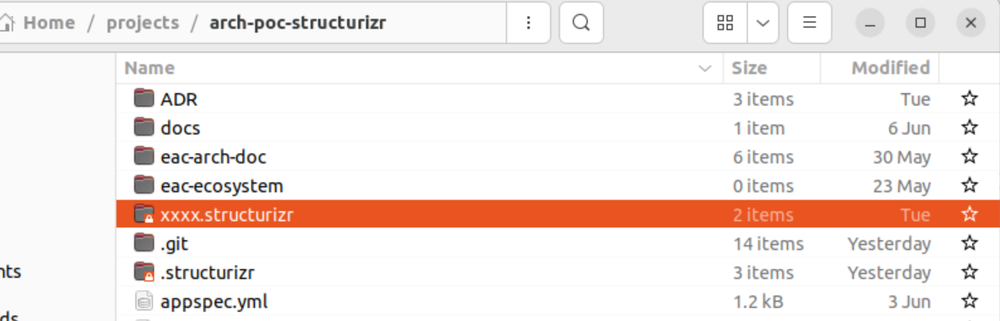 Home / projects / arch-poc-structurizr
Name Size Modified
ADR 3 items Tue
docs 1 item 6 Jun
eac-arch-doc 6 items 30 May
eac-ecosystem 0 items 23 May
xxxx.structurizr 2 items Tue
.git 14 items Yesterday
nts
.structurizr 3 items Yesterday
appspec.yml 1.2 kB 3 Jun
ds